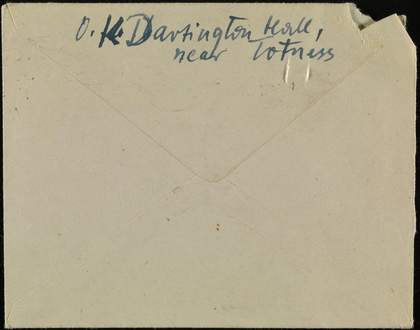 O. K. Dartington Hall,
near Totness